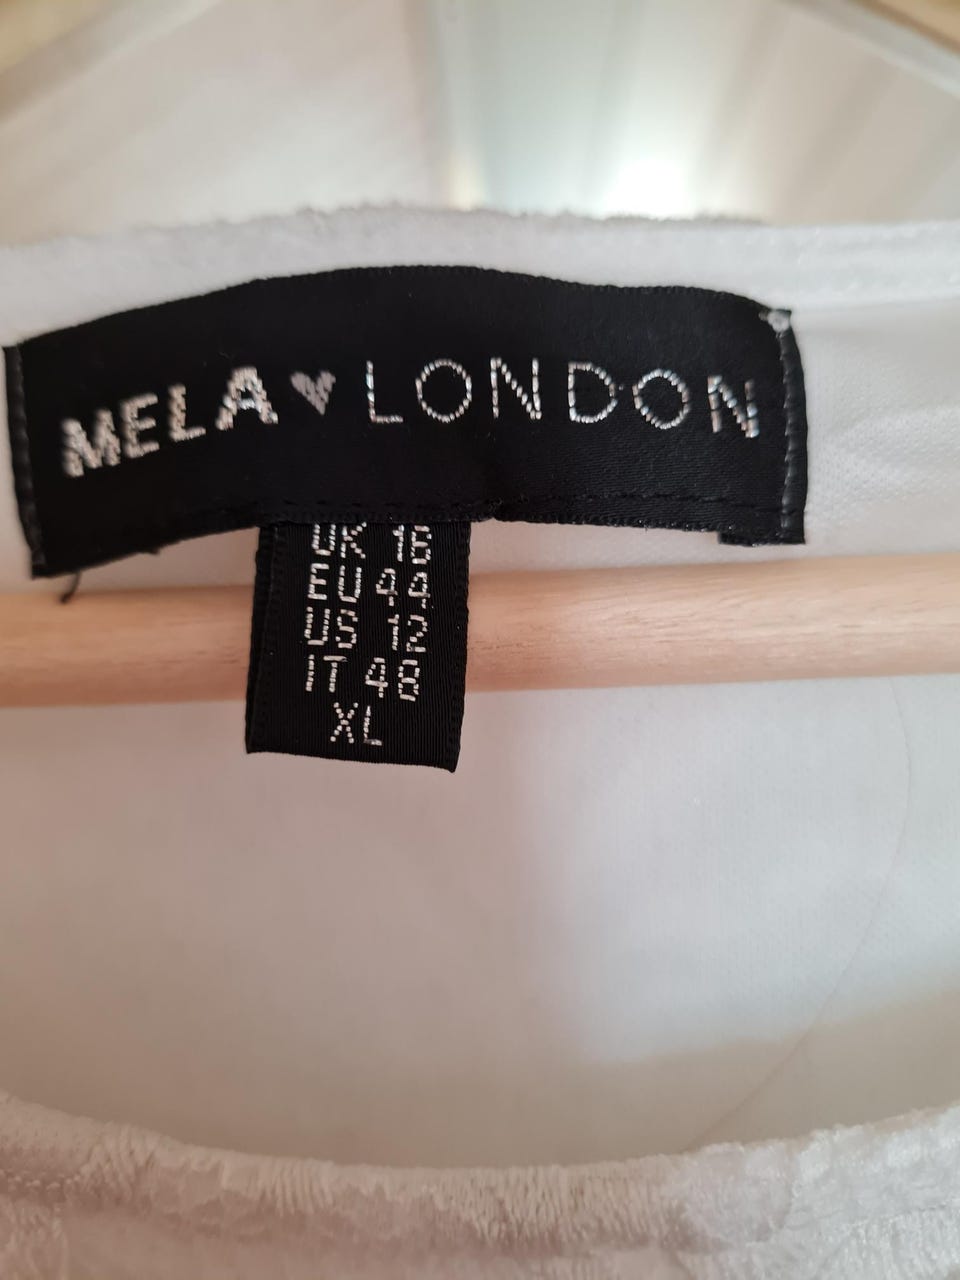 MELA♥LONDON
UK 16
EU 44
US 12
IT 48
XL